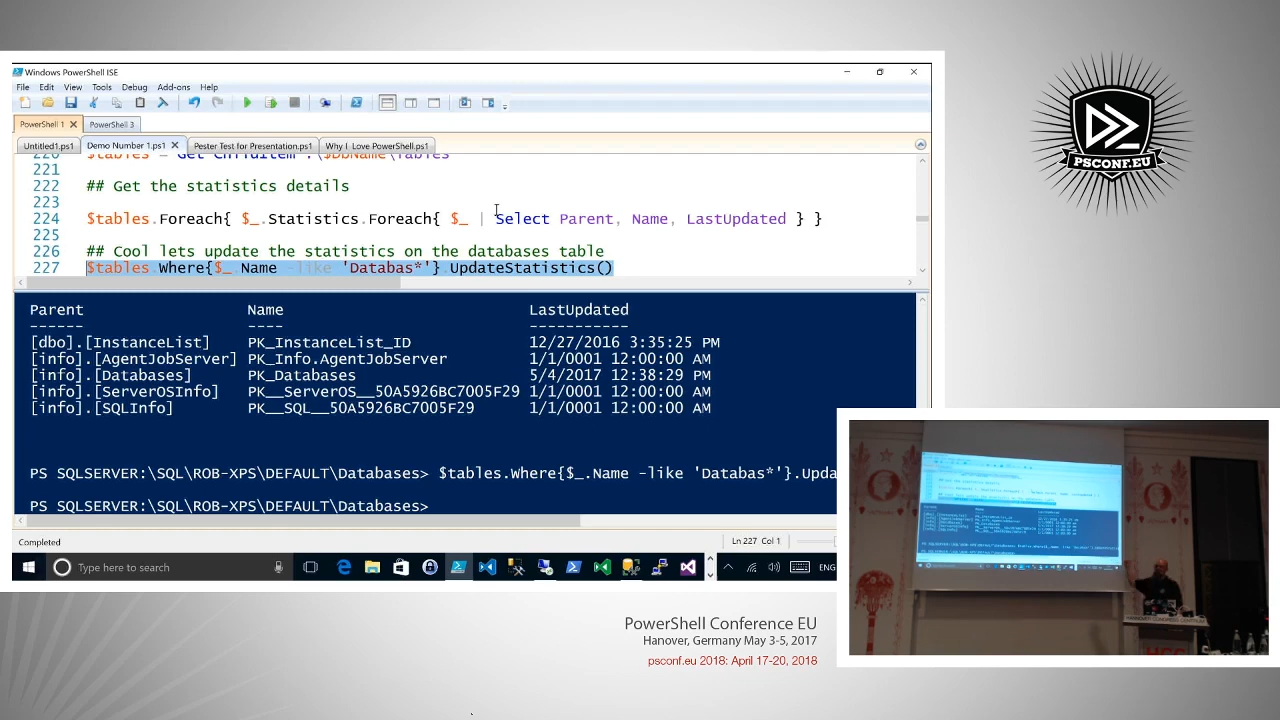 Windows PowerShell ISE
File Edit View Tools Debug Add-ons Help
PowerShell 1 PowerShell 3
Untitled1.ps1 Demo Number 1.ps1 Pester Test for Presentation.ps1 Why I Love PowerShell.ps1
220 $tables = Get-ChildItem .\$DbName\Tables
221
222 ## Get the statistics details
223
224 $tables.Foreach{ $_.Statistics.Foreach{ $_ | Select Parent, Name, LastUpdated } }
225
226 ## Cool lets update the statistics on the databases table
227 $tables.Where{$_.Name -like 'Databas*'}.UpdateStatistics()
Parent Name LastUpdated
------ ---- -----------
[dbo].[InstanceList] PK_InstanceList_ID 12/27/2016 3:35:25 PM
[info].[AgentJobServer] PK_Info.AgentJobServer 1/1/0001 12:00:00 AM
[info].[Databases] PK_Databases 5/4/2017 12:38:29 PM
[info].[ServerOSInfo] PK__ServerOS__50A5926BC7005F29 1/1/0001 12:00:00 AM
[info].[SQLInfo] PK__SQL__50A5926BC7005F29 1/1/0001 12:00:00 AM
PS SQLSERVER:\SQL\ROB-XPS\DEFAULT\Databases> $tables.Where{$_.Name -like 'Databas*'}.Upda
PS SQLSERVER:\SQL\ROB-XPS\DEFAULT\Databases>
Completed Ln 227 Col 1
Type here to search ENG
PSCONF.EU
PowerShell Conference EU
Hanover, Germany May 3-5, 2017
psconf.eu 2018: April 17-20, 2018